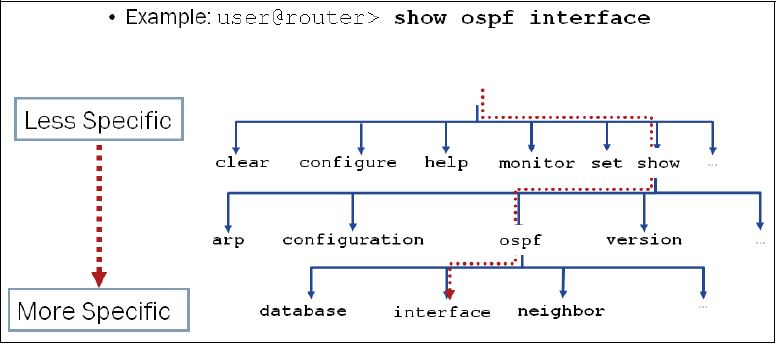 • Example: user@router> show ospf interface
Less Specific
clear configure help monitor set show ...
arp configuration ospf version ...
More Specific
database interface neighbor ...